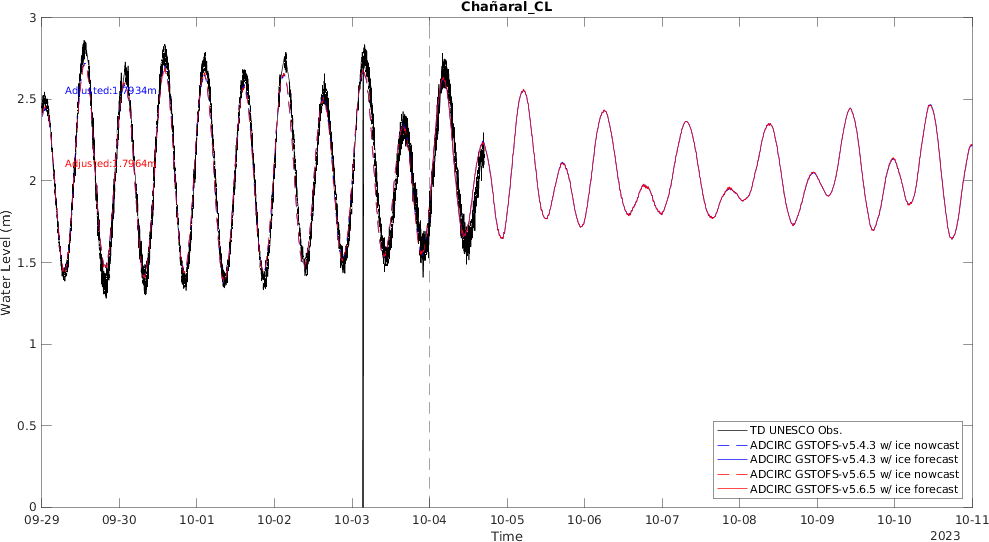 Chañaral_CL
3
2.5
2
1.5
1
0.5
0
Water Level (m)
Adjusted:1.7934m
Adjusted:1.7964m
TD UNESCO Obs.
ADCIRC GSTOFS-v5.4.3 w/ ice nowcast
ADCIRC GSTOFS-v5.4.3 w/ ice forecast
ADCIRC GSTOFS-v5.6.5 w/ ice nowcast
ADCIRC GSTOFS-v5.6.5 w/ ice forecast
09-29 09-30 10-01 10-02 10-03 10-04 10-05 10-06 10-07 10-08 10-09 10-10 10-11
Time
2023